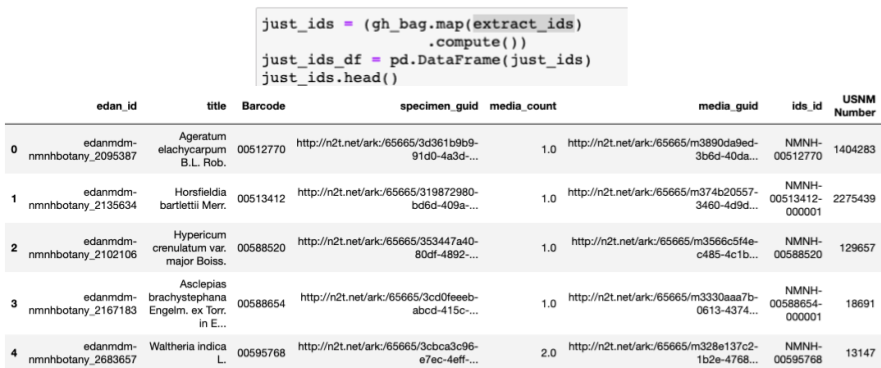 just_ids = (gh_bag.map(extract_ids)
.compute())
just_ids_df = pd.DataFrame(just_ids)
just_ids.head()
edan_id title Barcode specimen_guid media_count media_guid ids_id USNM Number
0 edanmdm-nmnhbotany_2095387 Ageratum elachycarpum B.L. Rob. 00512770 http://n2t.net/ark:/65665/3d361b9b9-91d0-4a3d-... 1.0 http://n2t.net/ark:/65665/m3890da9ed-3b6d-40da... NMNH-00512770 1404283
1 edanmdm-nmnhbotany_2135634 Horsfieldia bartlettii Merr. 00513412 http://n2t.net/ark:/65665/319872980-bd6d-409a-... 1.0 http://n2t.net/ark:/65665/m374b20557-3460-4d9d... NMNH-00513412-000001 2275439
2 edanmdm-nmnhbotany_2102106 Hypericum crenulatum var. major Boiss. 00588520 http://n2t.net/ark:/65665/353447a40-80df-4892-... 1.0 http://n2t.net/ark:/65665/m3566c5f4e-c485-4c1b... NMNH-00588520 129657
3 edanmdm-nmnhbotany_2167183 Asclepias brachystephana Engelm. ex Torr. in E... 00588654 http://n2t.net/ark:/65665/3cd0feeeb-abcd-415c-... 1.0 http://n2t.net/ark:/65665/m3330aaa7b-0613-4374... NMNH-00588654-000001 18691
4 edanmdm-nmnhbotany_2683657 Waltheria indica L. 00595768 http://n2t.net/ark:/65665/3cbca3c96-e7ec-4eff-... 2.0 http://n2t.net/ark:/65665/m328e137c2-1b2e-4768... NMNH-00595768 13147